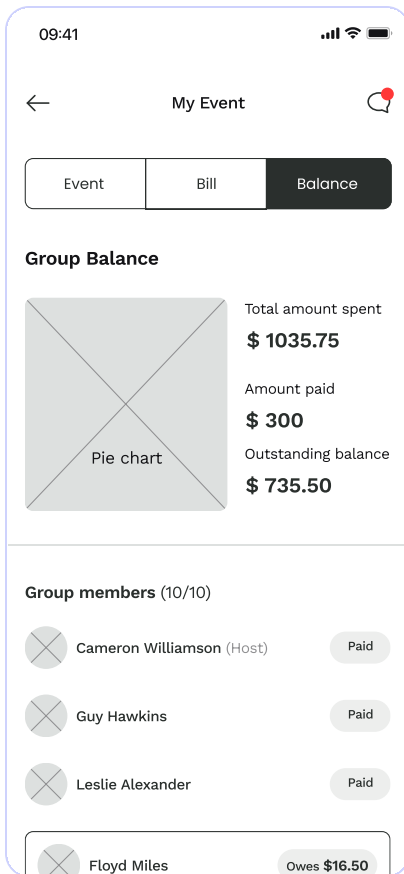 09:41
My Event
Event
Bill
Balance
Group Balance
Pie chart
Total amount spent
$ 1035.75
Amount paid
$ 300
Outstanding balance
$ 735.50
Group members (10/10)
Cameron Williamson (Host)
Paid
Guy Hawkins
Paid
Leslie Alexander
Paid
Floyd Miles
Owes $16.50